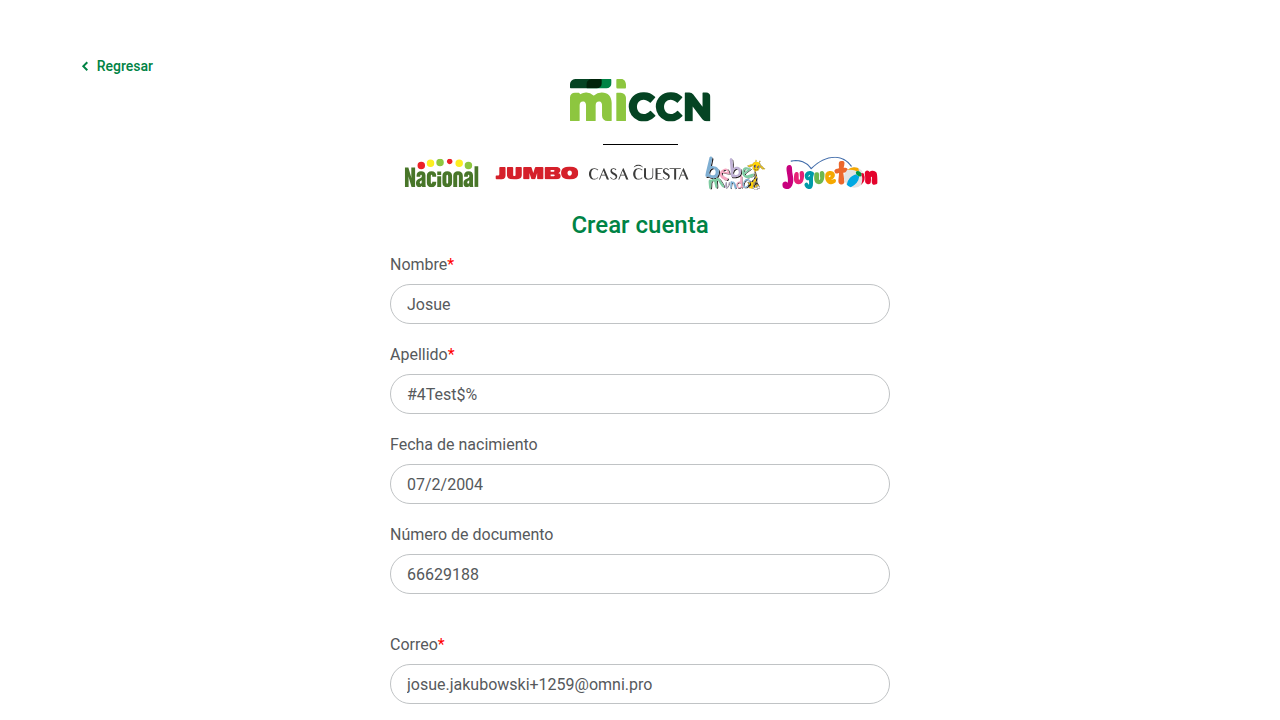 Regresar
miCCN
Nacional JUMBO CASA CUESTA bebemundo Juguetón
Crear cuenta
Nombre*
Josue
Apellido*
#4Test$%
Fecha de nacimiento
07/2/2004
Número de documento
66629188
Correo*
josue.jakubowski+1259@omni.pro